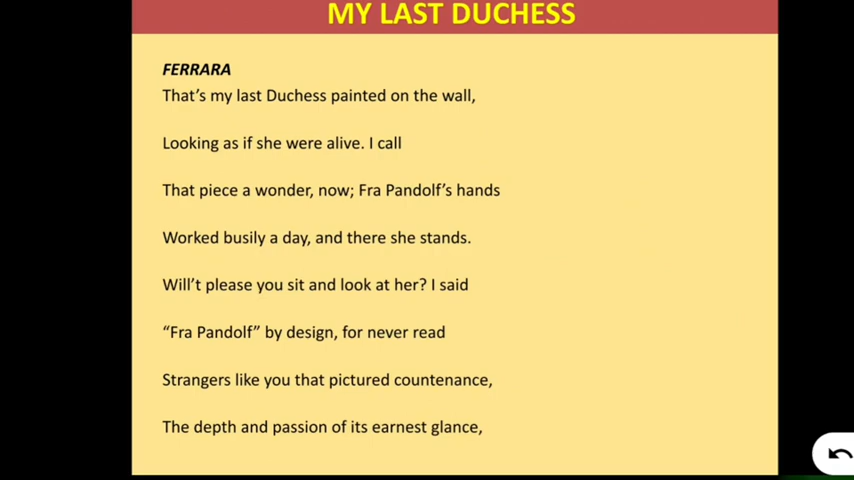 MY LAST DUCHESS
FERRARA
That’s my last Duchess painted on the wall,
Looking as if she were alive. I call
That piece a wonder, now; Fra Pandolf’s hands
Worked busily a day, and there she stands.
Will’t please you sit and look at her? I said
“Fra Pandolf” by design, for never read
Strangers like you that pictured countenance,
The depth and passion of its earnest glance,